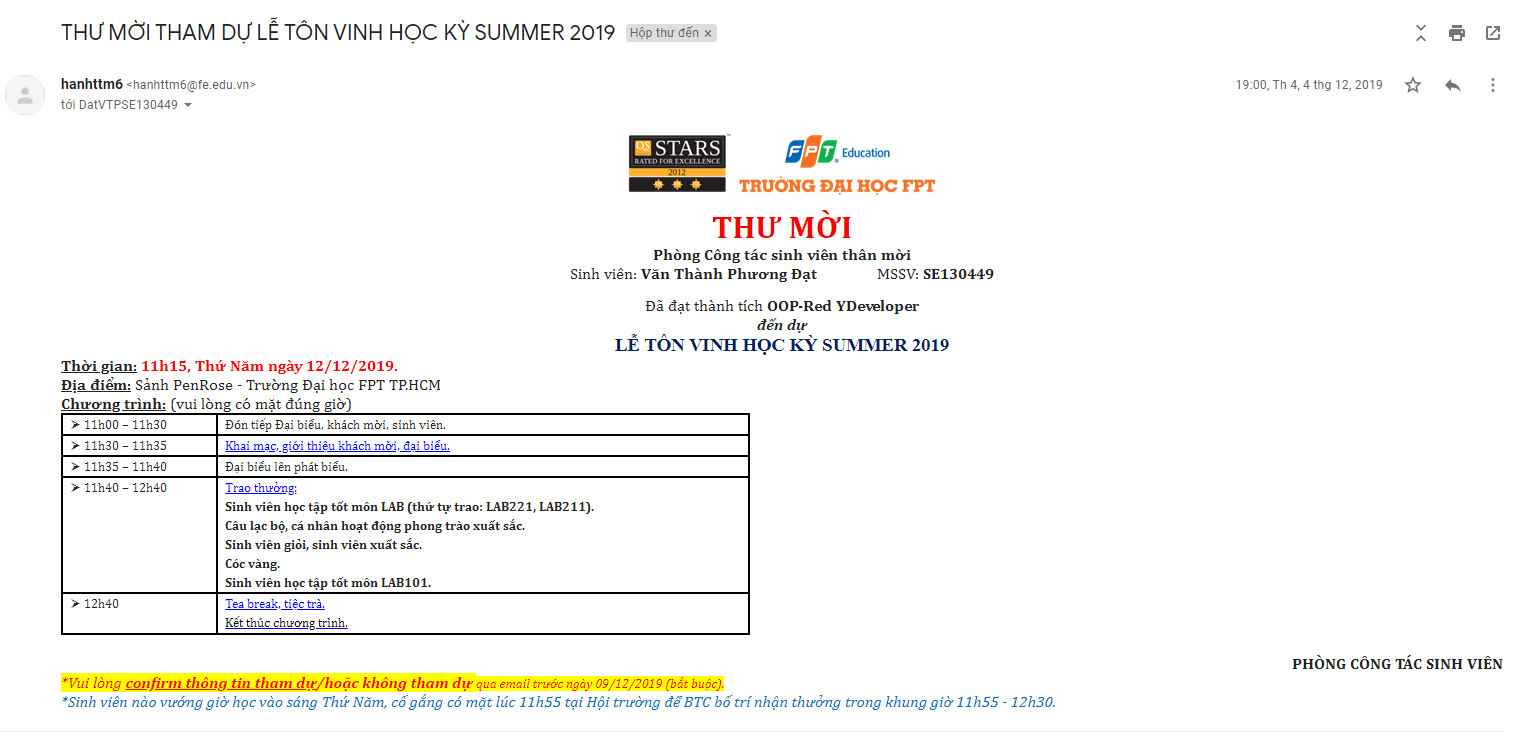 THƯ MỜI THAM DỰ LỄ TÔN VINH HỌC KỲ SUMMER 2019 Hộp thư đến ×
hanhttm6 <hanhttm6@fe.edu.vn>
19:00, Th 4, 4 thg 12, 2019
tới DatVTPSE130449
QS STARS™
RATED FOR EXCELLENCE
2012
FPT® Education
TRƯỜNG ĐẠI HỌC FPT
THƯ MỜI
Phòng Công tác sinh viên thân mời
Sinh viên: Văn Thành Phương Đạt MSSV: SE130449
Đã đạt thành tích OOP-Red YDeveloper
đến dự
LỄ TÔN VINH HỌC KỲ SUMMER 2019
Thời gian: 11h15, Thứ Năm ngày 12/12/2019.
Địa điểm: Sảnh PenRose - Trường Đại học FPT TP.HCM
Chương trình: (vui lòng có mặt đúng giờ)
➢ 11h00 – 11h30 Đón tiếp Đại biểu, khách mời, sinh viên.
➢ 11h30 – 11h35 Khai mạc, giới thiệu khách mời, đại biểu.
➢ 11h35 – 11h40 Đại biểu lên phát biểu.
➢ 11h40 – 12h40 Trao thưởng:
Sinh viên học tập tốt môn LAB (thứ tự trao: LAB221, LAB211).
Câu lạc bộ, cá nhân hoạt động phong trào xuất sắc.
Sinh viên giỏi, sinh viên xuất sắc.
Cóc vàng.
Sinh viên học tập tốt môn LAB101.
➢ 12h40 Tea break, tiệc trà.
Kết thúc chương trình.
PHÒNG CÔNG TÁC SINH VIÊN
*Vui lòng confirm thông tin tham dự/hoặc không tham dự qua email trước ngày 09/12/2019 (bắt buộc).
*Sinh viên nào vướng giờ học vào sáng Thứ Năm, cố gắng có mặt lúc 11h55 tại Hội trường để BTC bố trí nhận thưởng trong khung giờ 11h55 - 12h30.